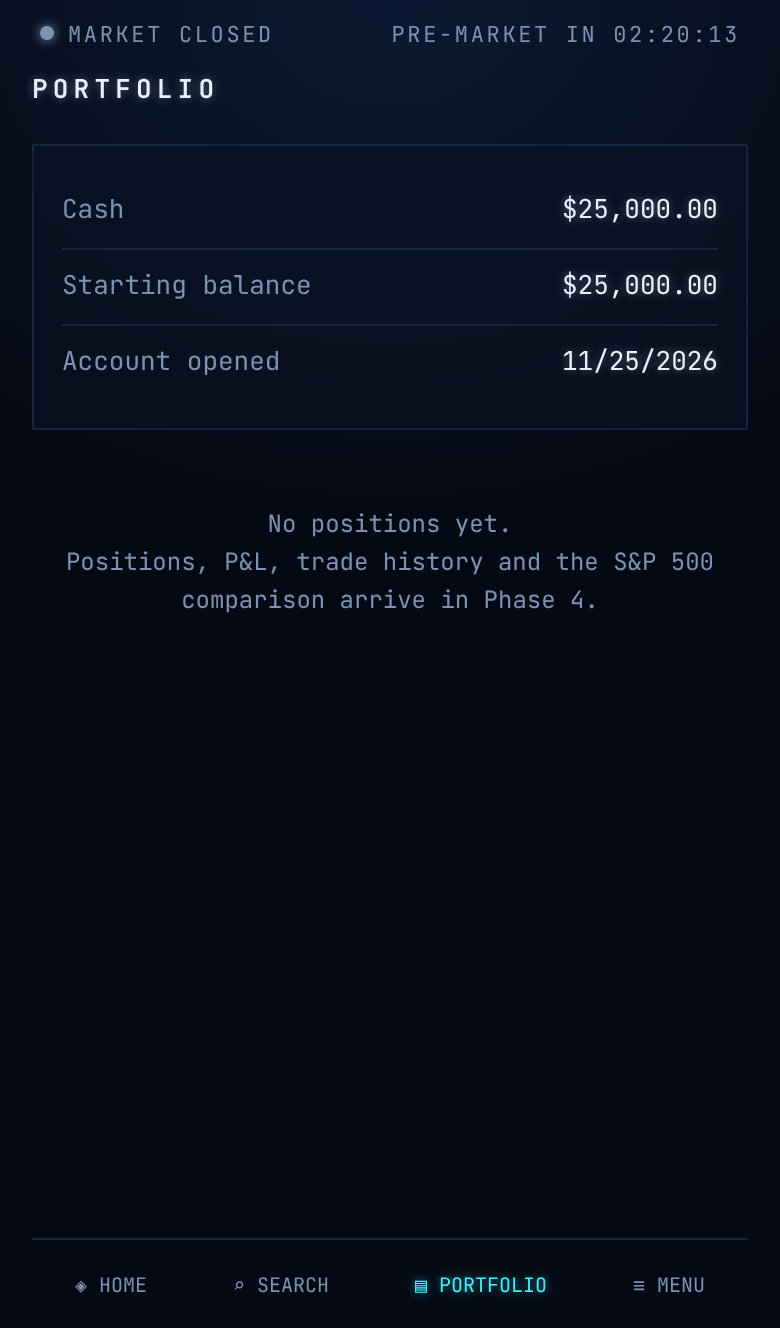 MARKET CLOSED PRE-MARKET IN 02:20:13
PORTFOLIO
Cash $25,000.00
Starting balance $25,000.00
Account opened 11/25/2026
No positions yet.
Positions, P&L, trade history and the S&P 500
comparison arrive in Phase 4.
◈ HOME ⌕ SEARCH ▤ PORTFOLIO ≡ MENU